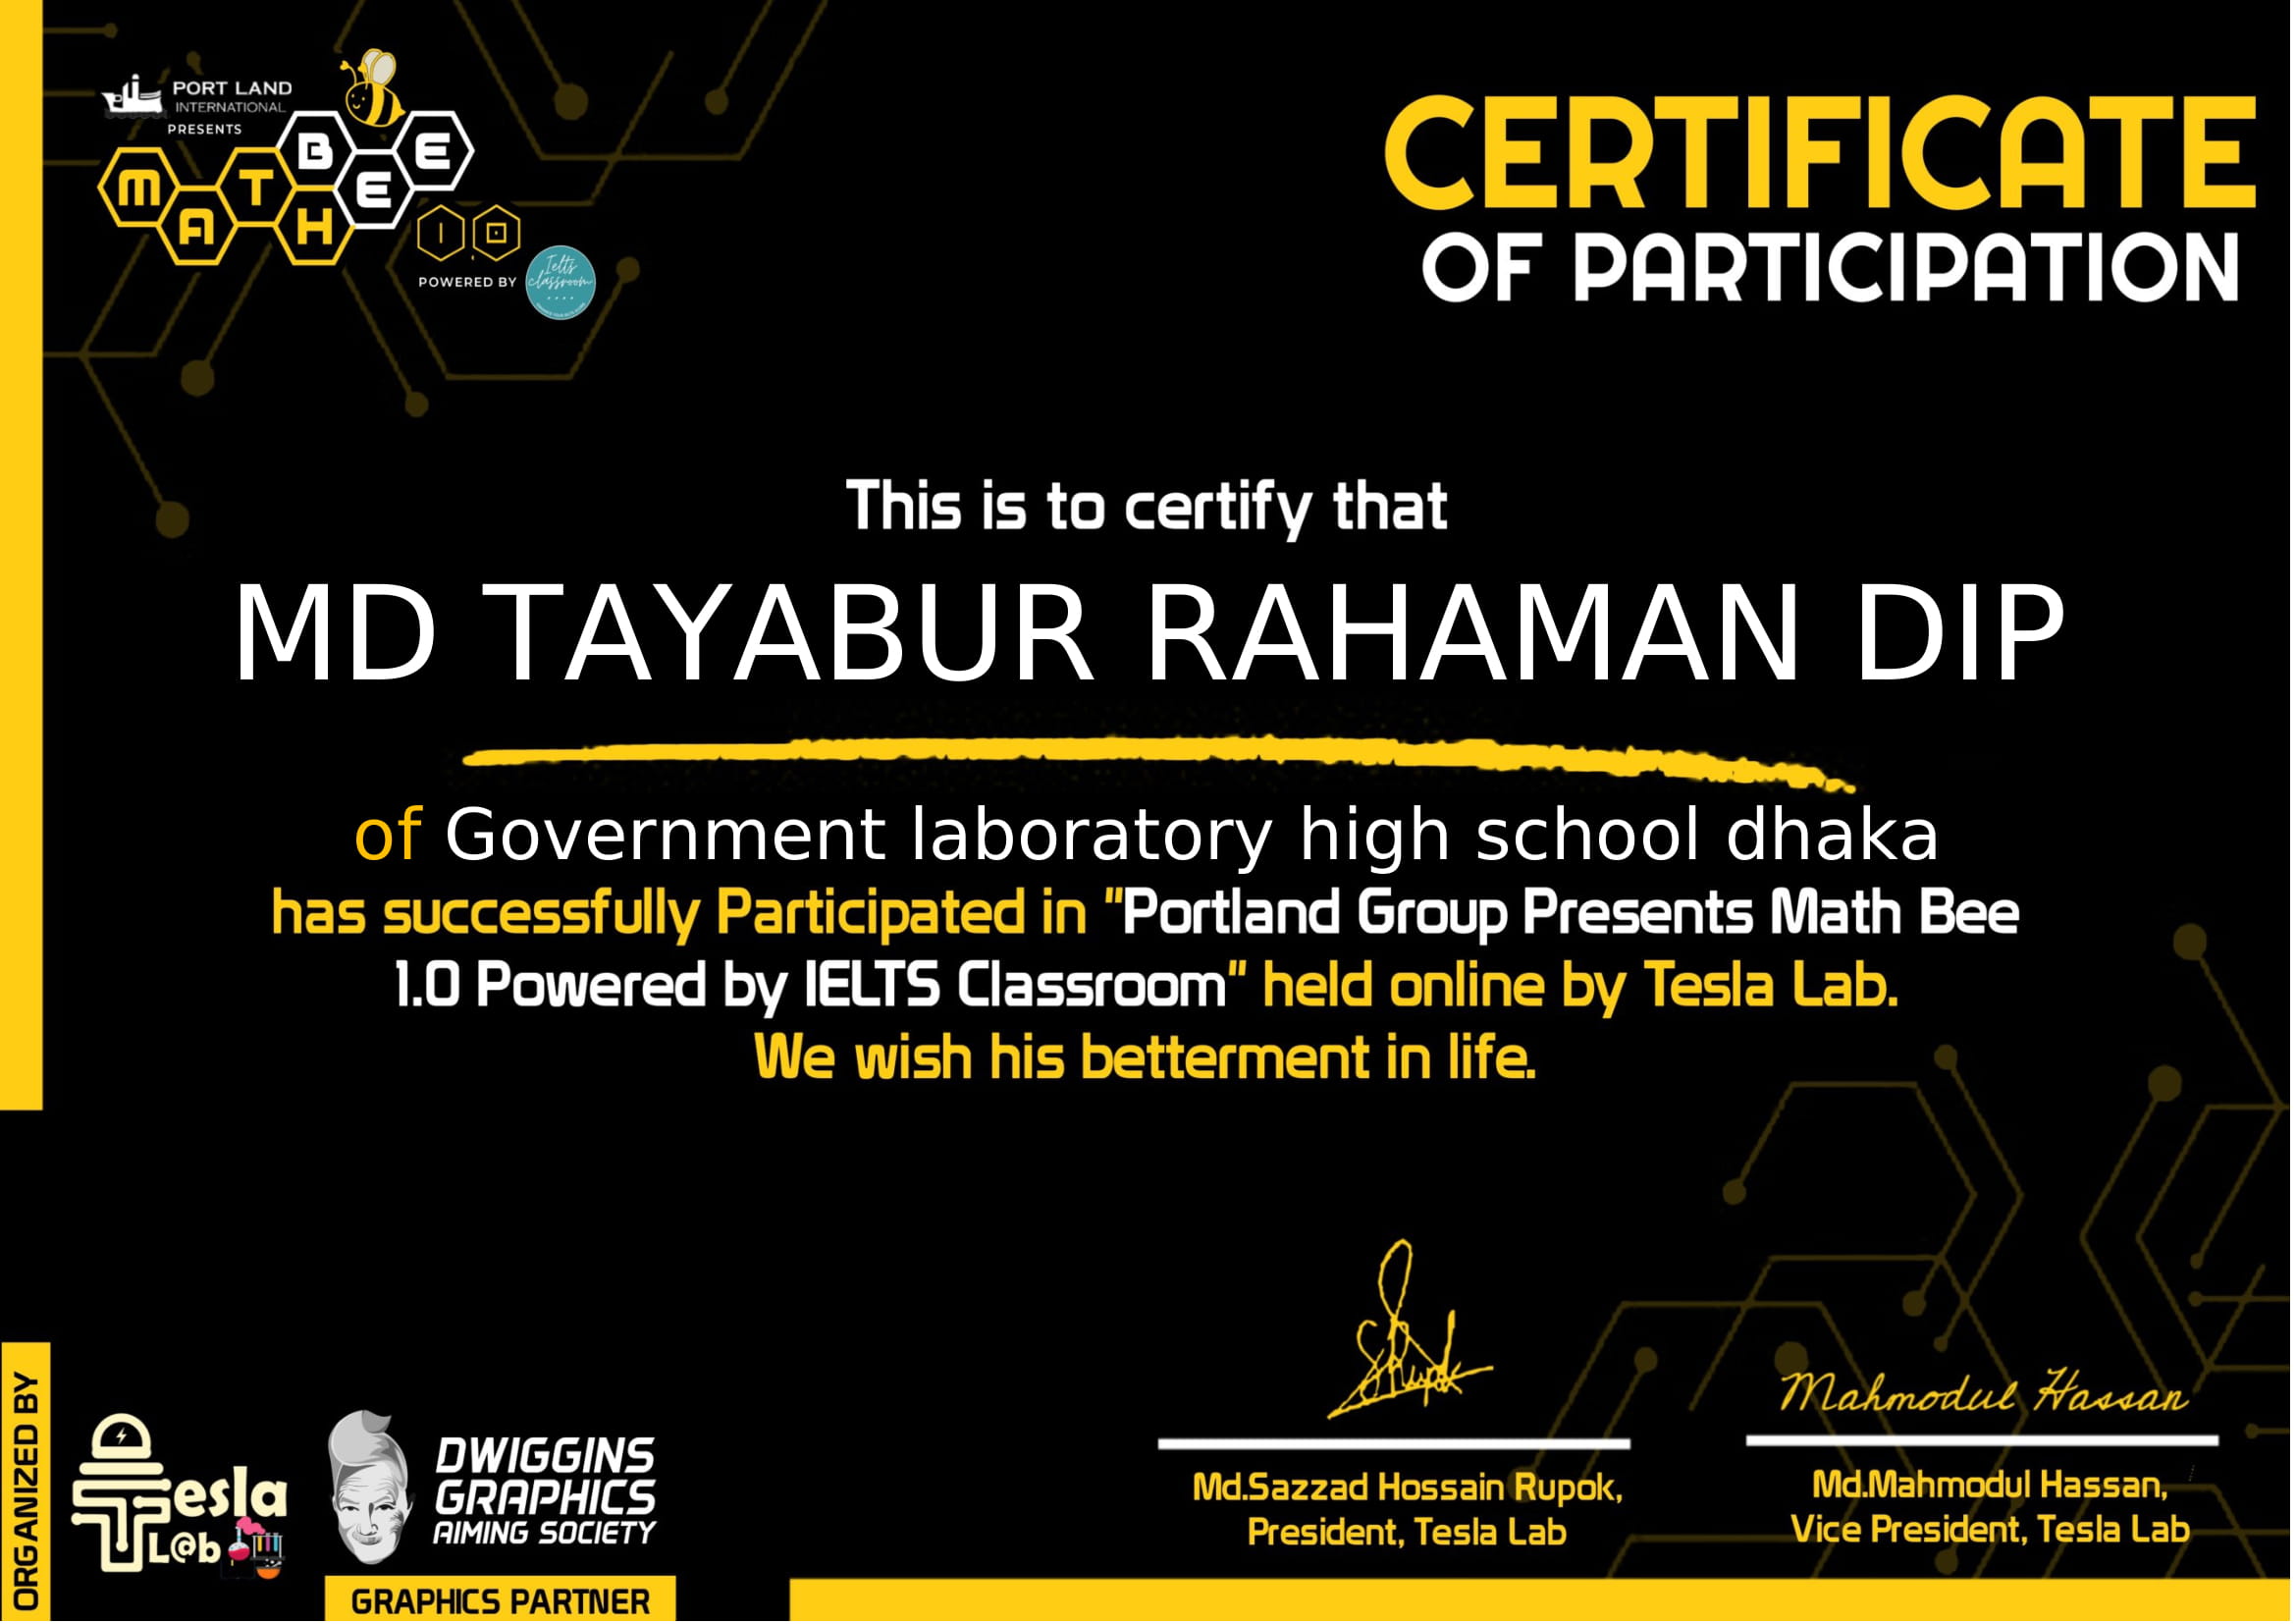 PORT LAND
INTERNATIONAL
PRESENTS
MATH BEE
1.0
POWERED BY
Ielts
classroom
CERTIFICATE
OF PARTICIPATION
This is to certify that
MD TAYABUR RAHAMAN DIP
of Government laboratory high school dhaka
has successfully Participated in "Portland Group Presents Math Bee
1.0 Powered by IELTS Classroom" held online by Tesla Lab.
We wish his betterment in life.
Mahmodul Hassan
Md.Sazzad Hossain Rupok,
President, Tesla Lab
Md.Mahmodul Hassan,
Vice President, Tesla Lab
ORGANIZED BY
Tesla
L@b
DWIGGINS
GRAPHICS
AIMING SOCIETY
GRAPHICS PARTNER